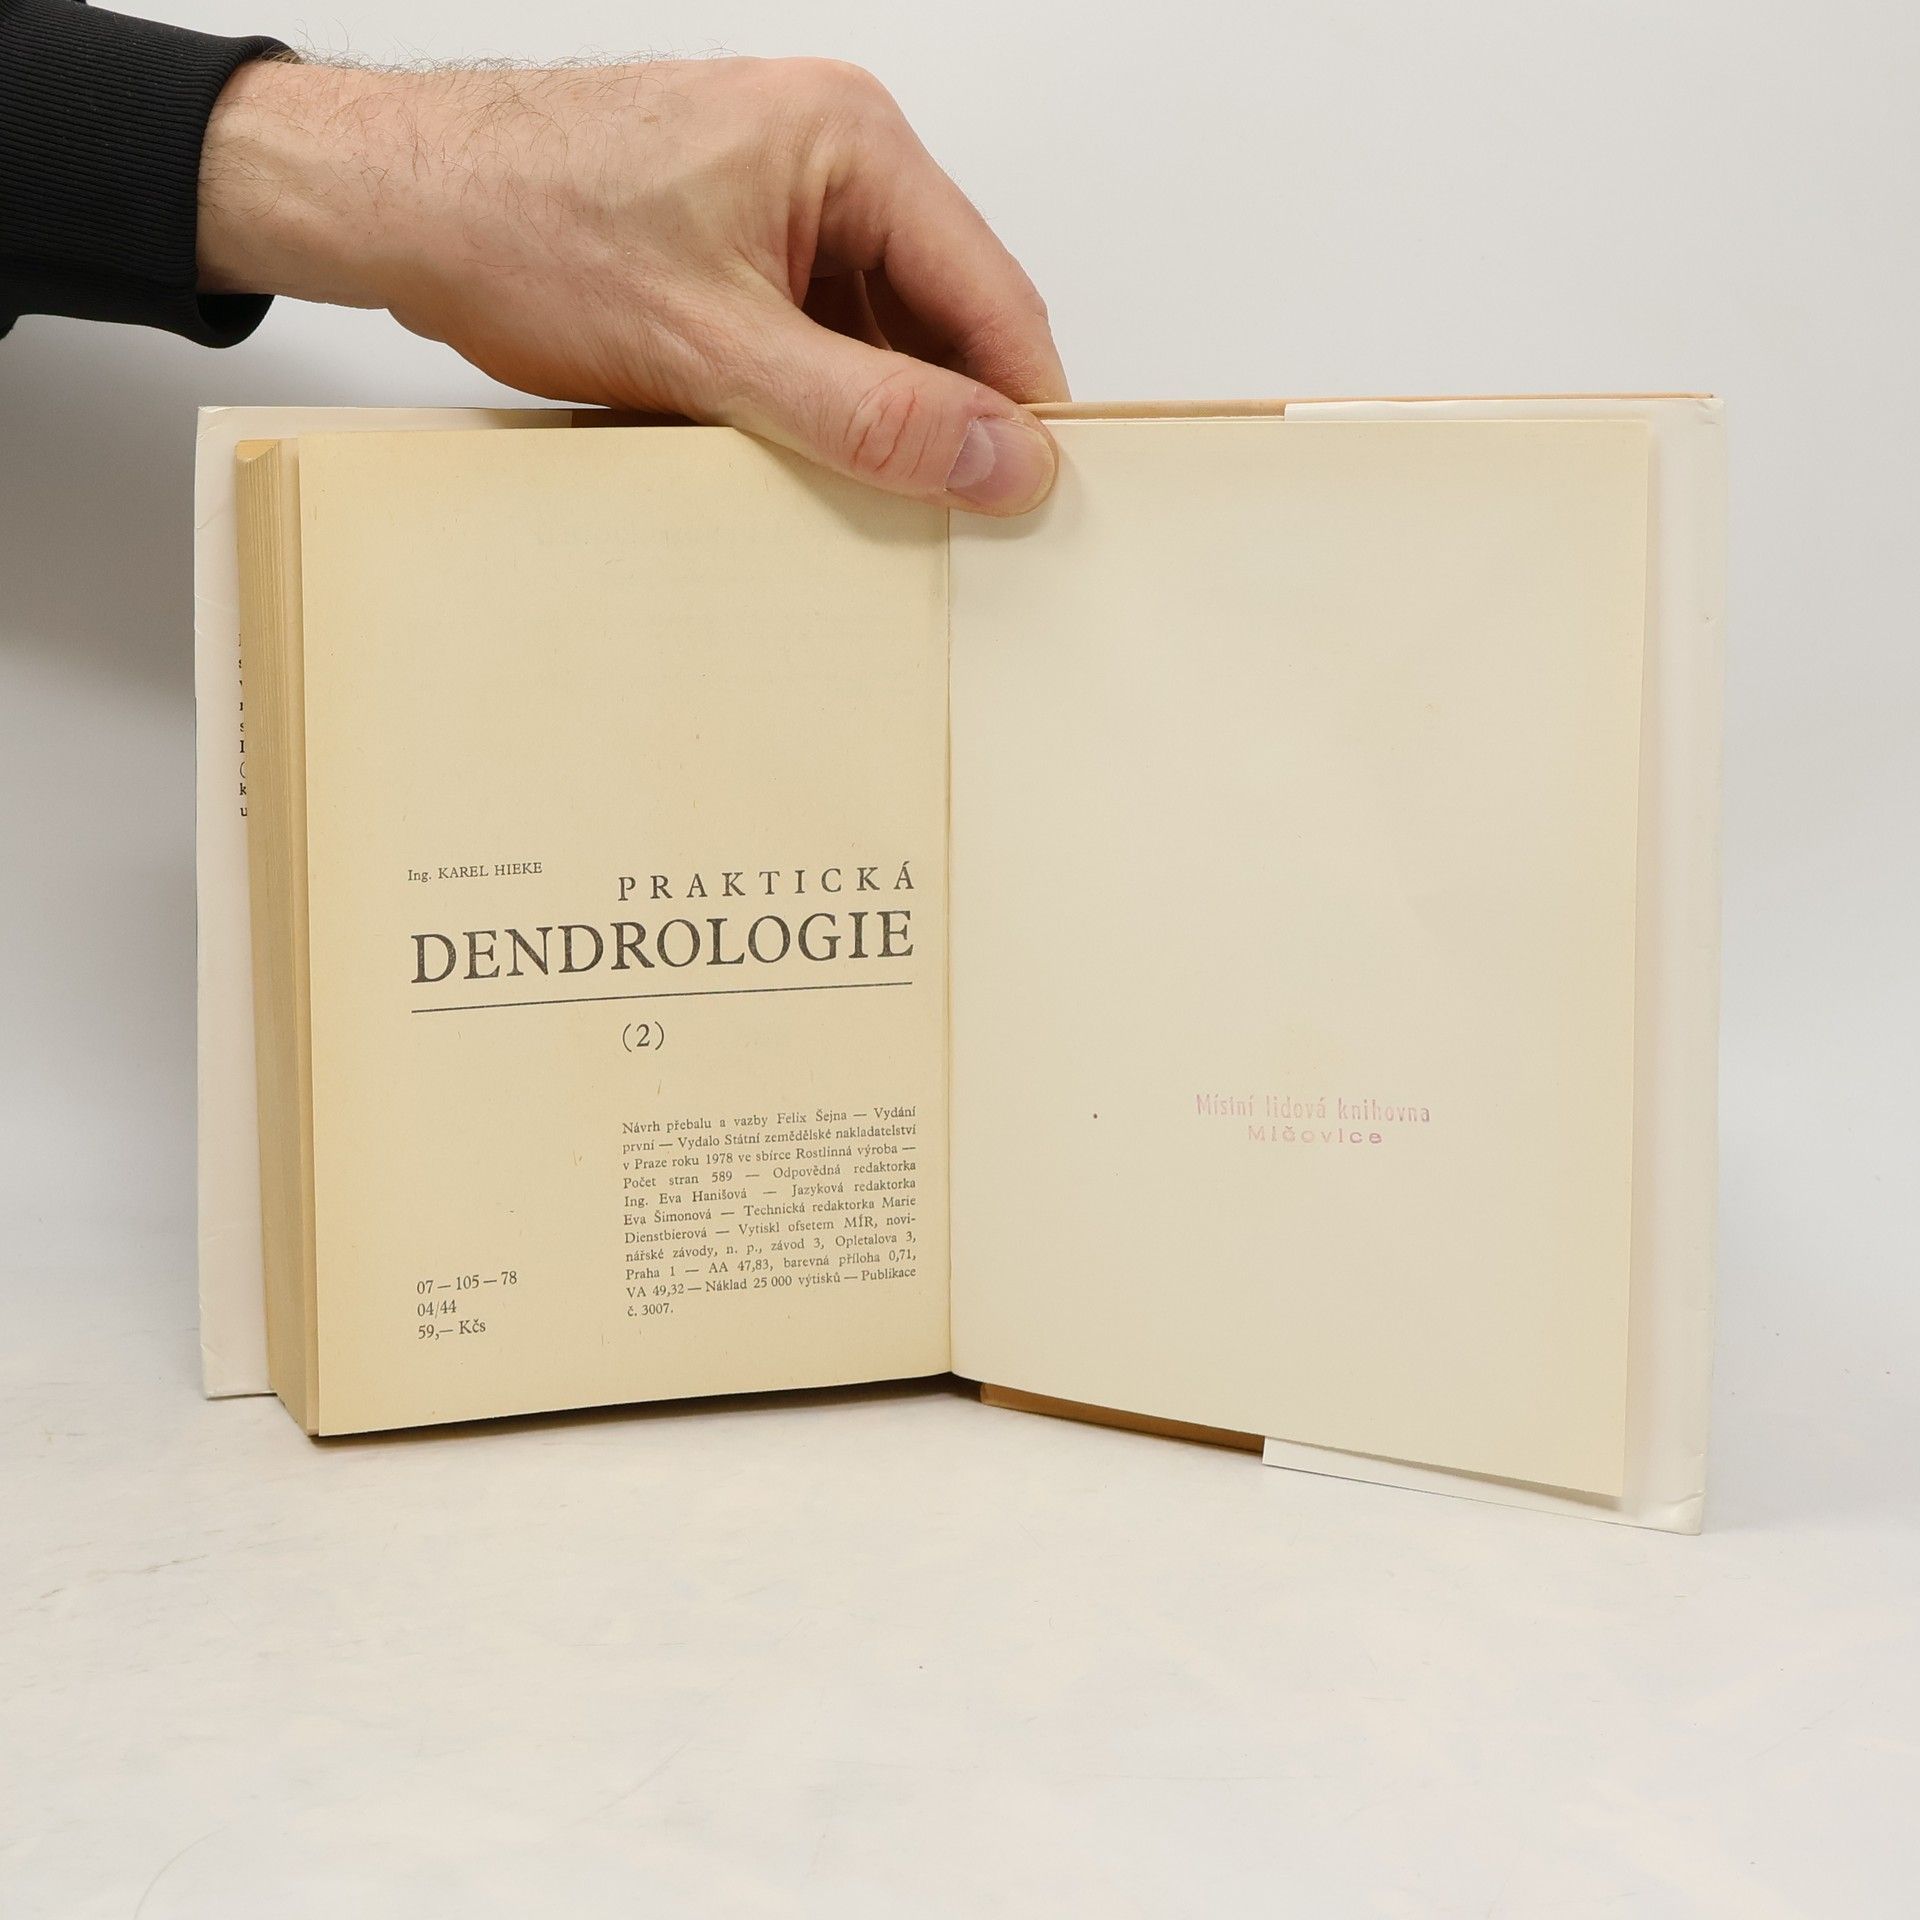 Ing. KAREL HIEKE
PRAKTICKÁ
DENDROLOGIE
(2)
Návrh přebalu a vazby Felix Šejna — Vydání
první — Vydalo Státní zemědělské nakladatelství
v Praze roku 1978 ve sbírce Rostlinná výroba —
Počet stran 589 — Odpovědná redaktorka
Ing. Eva Hanišová — Jazyková redaktorka
Eva Šimonová — Technická redaktorka Marie
Dienstbierová — Vytiskl ofsetem MÍR, novi-
nářské závody, n. p., závod 3, Opletalova 3,
Praha 1 — AA 47,83, barevná příloha 0,71,
VA 49,32 — Náklad 25 000 výtisků — Publikace
č. 3007.
07 — 105 — 78
04/44
59,— Kčs
Místní lidová knihovna
Mičovice